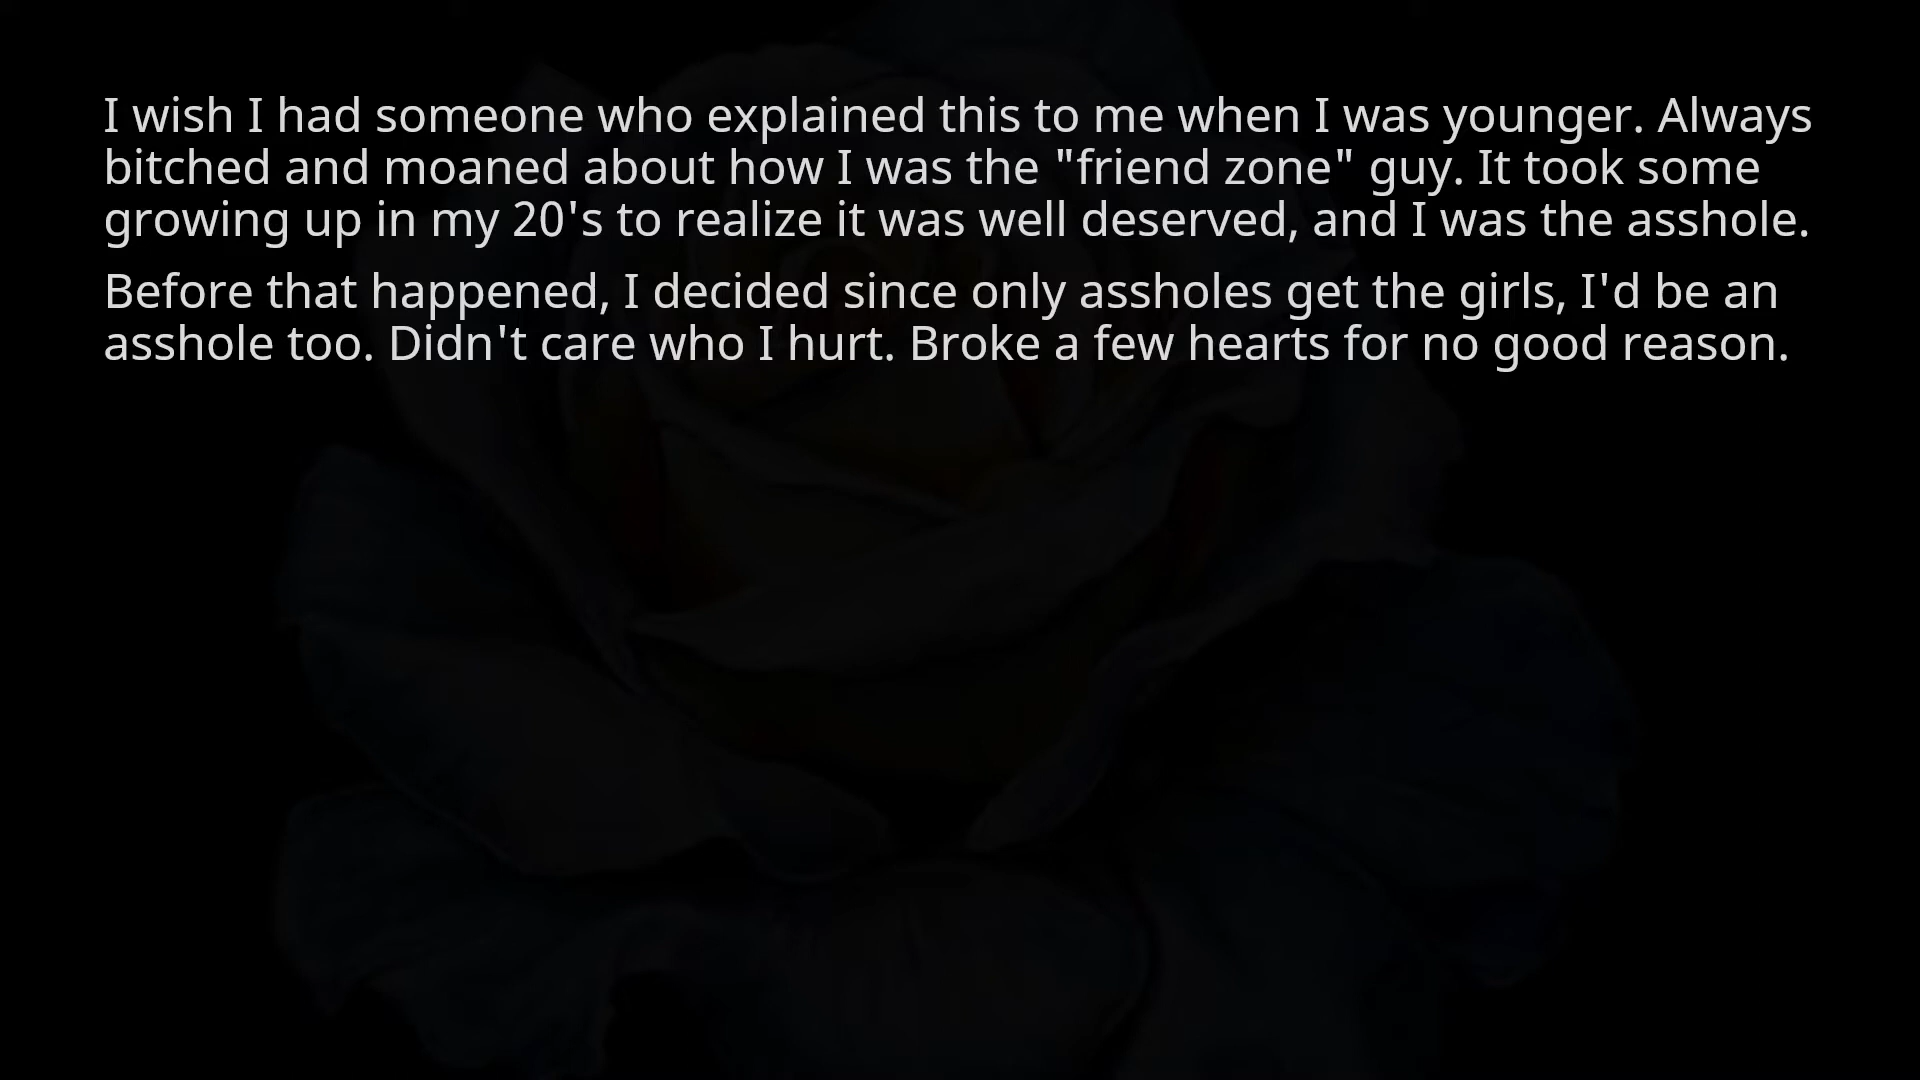 I wish I had someone who explained this to me when I was younger. Always
bitched and moaned about how I was the "friend zone" guy. It took some
growing up in my 20's to realize it was well deserved, and I was the asshole.
Before that happened, I decided since only assholes get the girls, I'd be an
asshole too. Didn't care who I hurt. Broke a few hearts for no good reason.